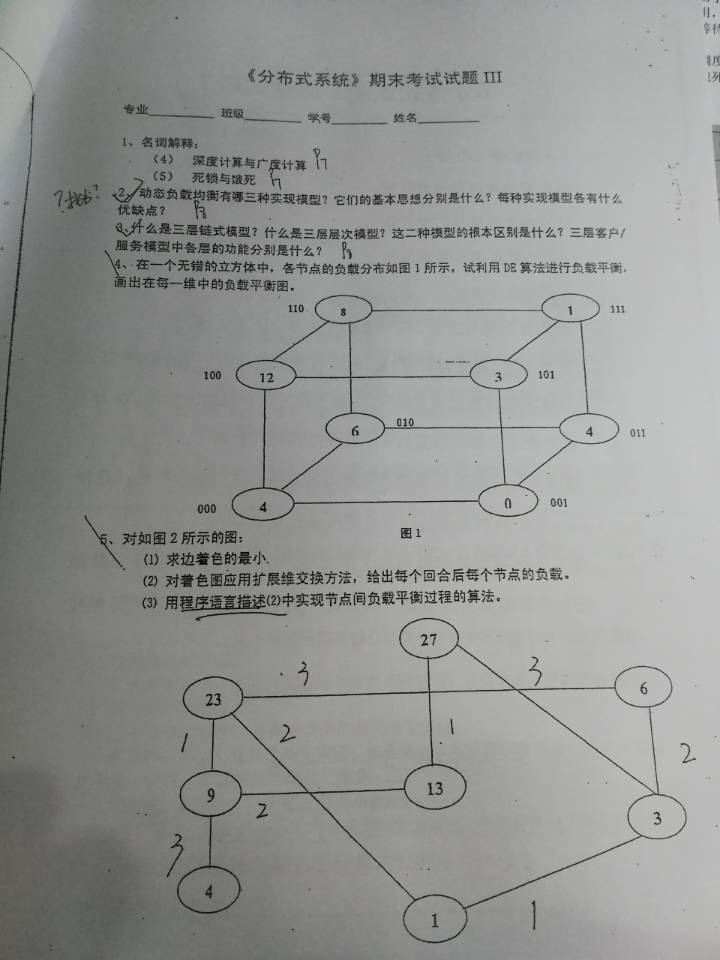 《分布式系统》期末考试试题 III
专业________ 班级________ 学号________ 姓名________
1、名词解释：
（4） 深度计算与广度计算 P7
（5） 死锁与饿死 P7
2、动态负载均衡有哪三种实现模型？它们的基本思想分别是什么？每种实现模型各有什么
优缺点？ P8
3、什么是三层链式模型？什么是三层层次模型？这二种模型的根本区别是什么？三层客户/
服务模型中各层的功能分别是什么？ P9
4、在一个无错的立方体中，各节点的负载分布如图 1 所示，试利用 DE 算法进行负载平衡，
画出在每一维中的负载平衡图。
110 8 1 111
100 12 3 101
6 010 4 011
000 4 0 001
图 1
5、对如图 2 所示的图：
(1) 求边着色的最小.
(2) 对着色图应用扩展维交换方法，给出每个回合后每个节点的负载。
(3) 用程序语言描述(2)中实现节点间负载平衡过程的算法。
27
3 3
23 6
1 2 1 2
9 2 13
3
3
4
1 1